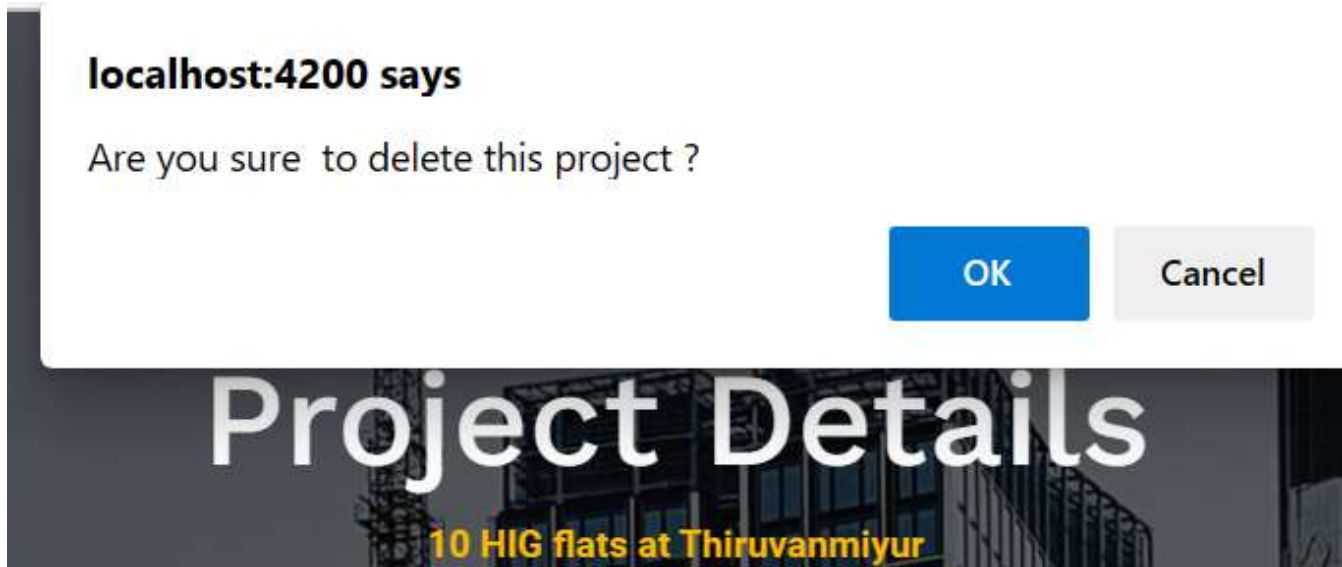 localhost:4200 says
Are you sure  to delete this project ?
OK Cancel
Project Details
10 HIG flats at Thiruvanmiyur